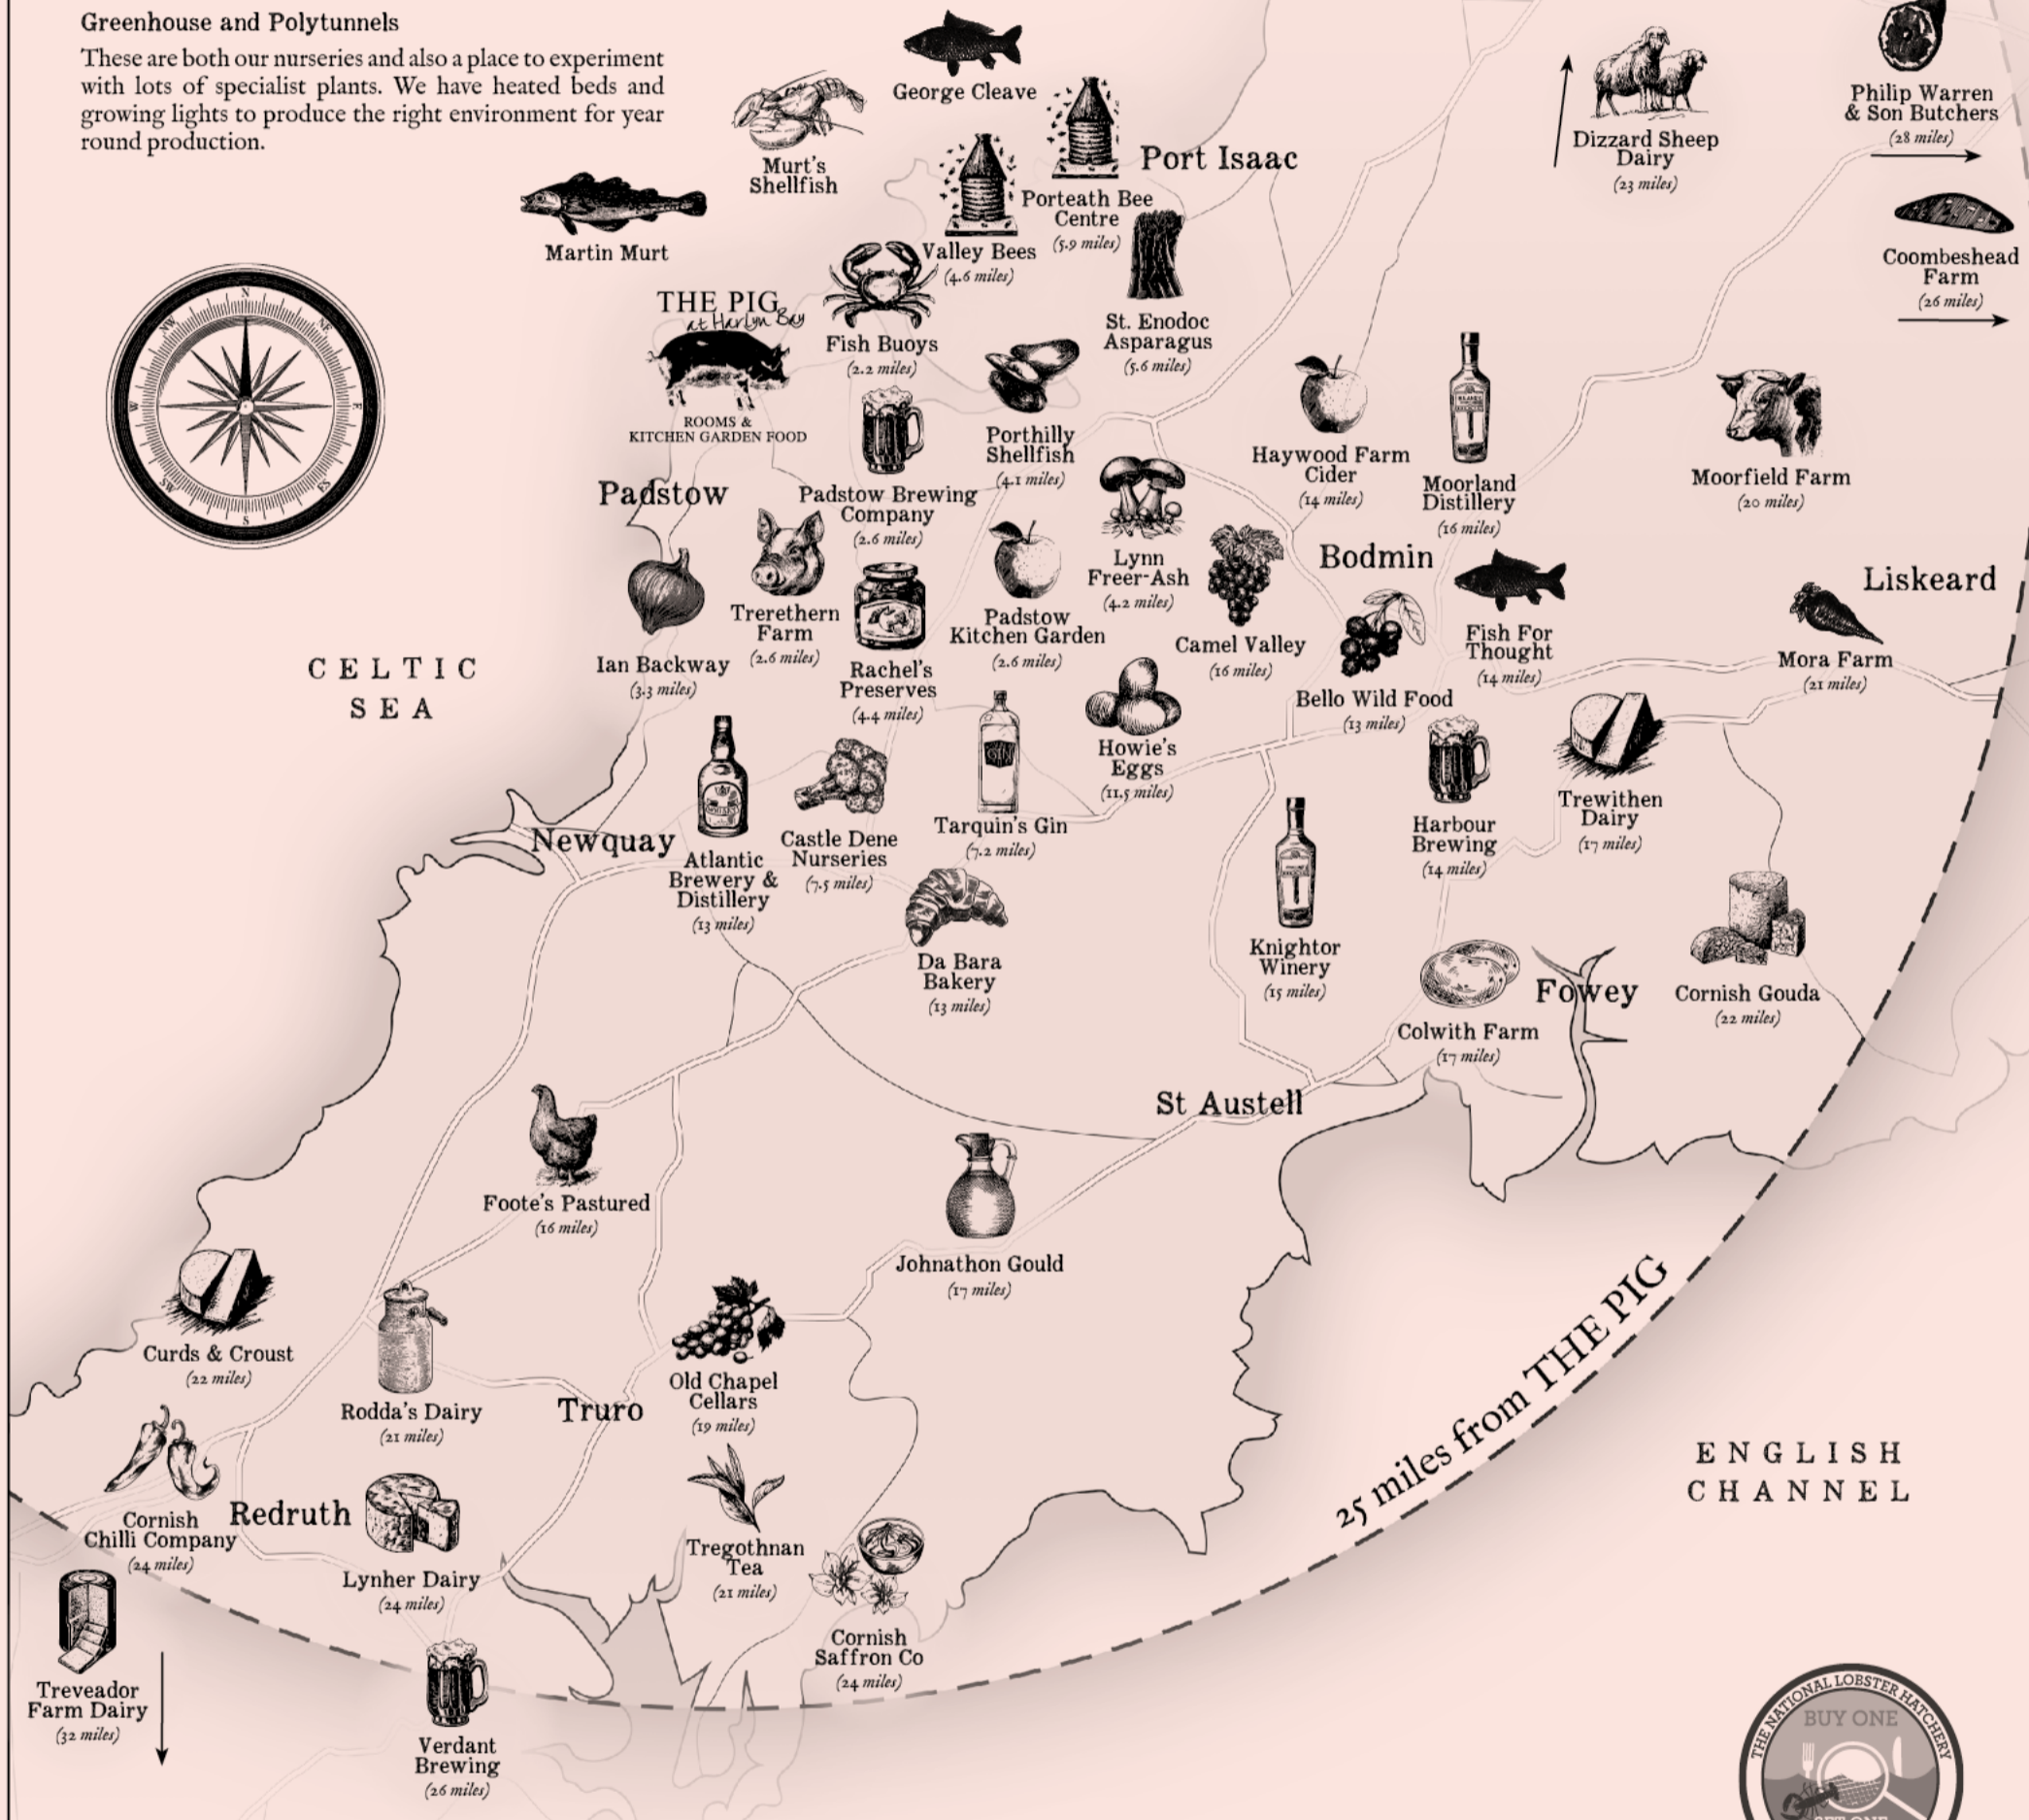 Greenhouse and Polytunnels
These are both our nurseries and also a place to experiment
with lots of specialist plants. We have heated beds and
growing lights to produce the right environment for year
round production.
George Cleave
Murt's
Shellfish
Martin Murt
Port Isaac
Porteath Bee
Centre
(5.9 miles)
Valley Bees
(4.6 miles)
Dizzard Sheep
Dairy
(23 miles)
Philip Warren
& Son Butchers
(28 miles)
Coombeshead
Farm
(26 miles)
N
NE
E
ES
S
SW
W
NW
THE PIG
at Harlyn Bay
ROOMS &
KITCHEN GARDEN FOOD
Fish Buoys
(2.2 miles)
St. Enodoc
Asparagus
(5.6 miles)
Porthilly
Shellfish
(4.1 miles)
Haywood Farm
Cider
(14 miles)
Moorland
Distillery
(16 miles)
Moorfield Farm
(20 miles)
Padstow
Padstow Brewing
Company
(2.6 miles)
Lynn
Freer-Ash
(4.2 miles)
Bodmin
Liskeard
CELTIC
SEA
Ian Backway
(3.3 miles)
Trerethern
Farm
(2.6 miles)
Rachel's
Preserves
(4.4 miles)
Padstow
Kitchen Garden
(2.6 miles)
Camel Valley
(16 miles)
Bello Wild Food
(13 miles)
Fish For
Thought
(14 miles)
Mora Farm
(21 miles)
Newquay
WHISKEY
Atlantic
Brewery &
Distillery
(13 miles)
Castle Dene
Nurseries
(7.5 miles)
GIN
Tarquin's Gin
(7.2 miles)
Howie's
Eggs
(11.5 miles)
Harbour
Brewing
(14 miles)
Trewithen
Dairy
(17 miles)
Da Bara
Bakery
(13 miles)
Knightor
Winery
(15 miles)
Colwith Farm
(17 miles)
Fowey
Cornish Gouda
(22 miles)
St Austell
Foote's Pastured
(16 miles)
Johnathon Gould
(17 miles)
Curds & Croust
(22 miles)
Rodda's Dairy
(21 miles)
Truro
Old Chapel
Cellars
(19 miles)
25 miles from THE PIG
ENGLISH
CHANNEL
Cornish
Chilli Company
(24 miles)
Redruth
Lynher Dairy
(24 miles)
Tregothnan
Tea
(21 miles)
Cornish
Saffron Co
(24 miles)
Treveador
Farm Dairy
(32 miles)
Verdant
Brewing
(26 miles)
THE NATIONAL LOBSTER HATCHERY
BUY ONE